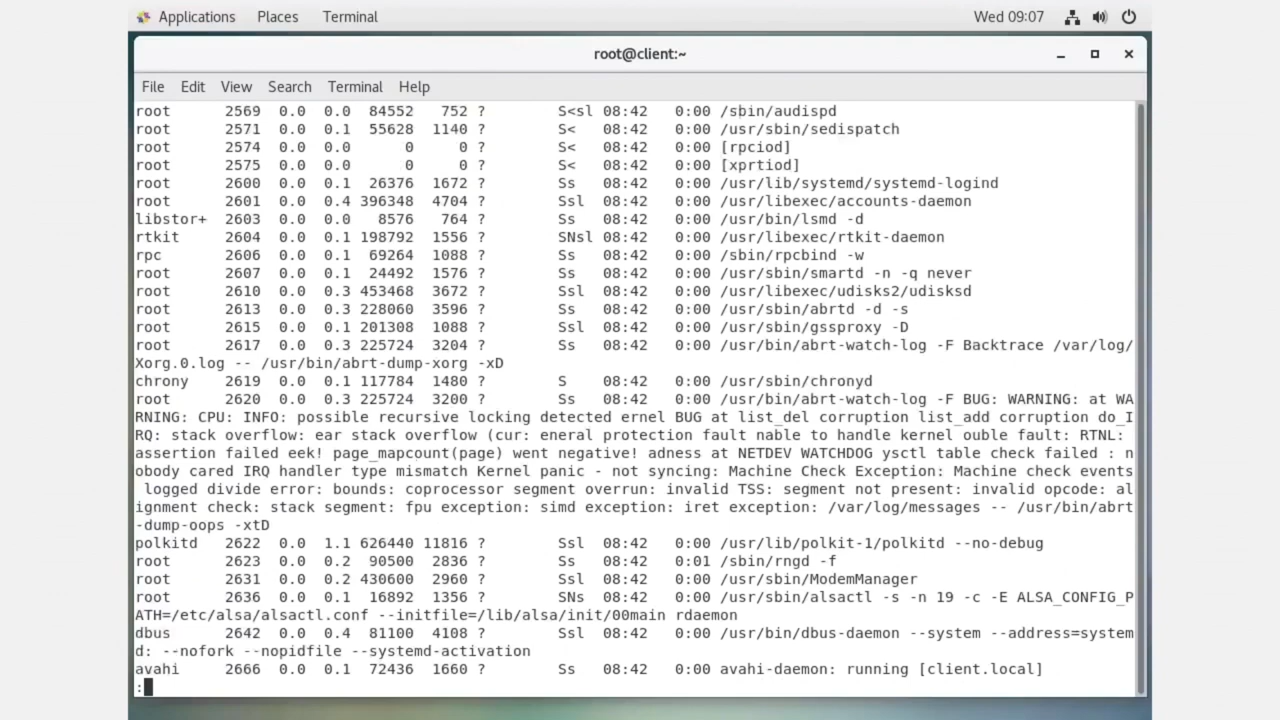 Applications Places Terminal Wed 09:07
root@client:~
File Edit View Search Terminal Help
root 2569 0.0 0.0 84552 752 ? S<sl 08:42 0:00 /sbin/audispd
root 2571 0.0 0.1 55628 1140 ? S< 08:42 0:00 /usr/sbin/sedispatch
root 2574 0.0 0.0 0 0 ? S< 08:42 0:00 [rpciod]
root 2575 0.0 0.0 0 0 ? S< 08:42 0:00 [xprtiod]
root 2600 0.0 0.1 26376 1672 ? Ss 08:42 0:00 /usr/lib/systemd/systemd-logind
root 2601 0.0 0.4 396348 4704 ? Ssl 08:42 0:00 /usr/libexec/accounts-daemon
libstor+ 2603 0.0 0.0 8576 764 ? Ss 08:42 0:00 /usr/bin/lsmd -d
rtkit 2604 0.0 0.1 198792 1556 ? SNsl 08:42 0:00 /usr/libexec/rtkit-daemon
rpc 2606 0.0 0.1 69264 1088 ? Ss 08:42 0:00 /sbin/rpcbind -w
root 2607 0.0 0.1 24492 1576 ? Ss 08:42 0:00 /usr/sbin/smartd -n -q never
root 2610 0.0 0.3 453468 3672 ? Ssl 08:42 0:00 /usr/libexec/udisks2/udisksd
root 2613 0.0 0.3 228060 3596 ? Ss 08:42 0:00 /usr/sbin/abrtd -d -s
root 2615 0.0 0.1 201308 1088 ? Ssl 08:42 0:00 /usr/sbin/gssproxy -D
root 2617 0.0 0.3 225724 3204 ? Ss 08:42 0:00 /usr/bin/abrt-watch-log -F Backtrace /var/log/
Xorg.0.log -- /usr/bin/abrt-dump-xorg -xD
chrony 2619 0.0 0.1 117784 1480 ? S 08:42 0:00 /usr/sbin/chronyd
root 2620 0.0 0.3 225724 3200 ? Ss 08:42 0:00 /usr/bin/abrt-watch-log -F BUG: WARNING: at WA
RNING: CPU: INFO: possible recursive locking detected ernel BUG at list_del corruption list_add corruption do_I
RQ: stack overflow: ear stack overflow (cur: eneral protection fault nable to handle kernel ouble fault: RTNL:
assertion failed eek! page_mapcount(page) went negative! adness at NETDEV WATCHDOG ysctl table check failed : n
obody cared IRQ handler type mismatch Kernel panic - not syncing: Machine Check Exception: Machine check events
logged divide error: bounds: coprocessor segment overrun: invalid TSS: segment not present: invalid opcode: al
ignment check: stack segment: fpu exception: simd exception: iret exception: /var/log/messages -- /usr/bin/abrt
-dump-oops -xtD
polkitd 2622 0.0 1.1 626440 11816 ? Ssl 08:42 0:00 /usr/lib/polkit-1/polkitd --no-debug
root 2623 0.0 0.2 90500 2836 ? Ss 08:42 0:01 /sbin/rngd -f
root 2631 0.0 0.2 430600 2960 ? Ssl 08:42 0:00 /usr/sbin/ModemManager
root 2636 0.0 0.1 16892 1356 ? SNs 08:42 0:00 /usr/sbin/alsactl -s -n 19 -c -E ALSA_CONFIG_P
ATH=/etc/alsa/alsactl.conf --initfile=/lib/alsa/init/00main rdaemon
dbus 2642 0.0 0.4 81100 4108 ? Ssl 08:42 0:00 /usr/bin/dbus-daemon --system --address=system
d: --nofork --nopidfile --systemd-activation
avahi 2666 0.0 0.1 72436 1660 ? Ss 08:42 0:00 avahi-daemon: running [client.local]
: